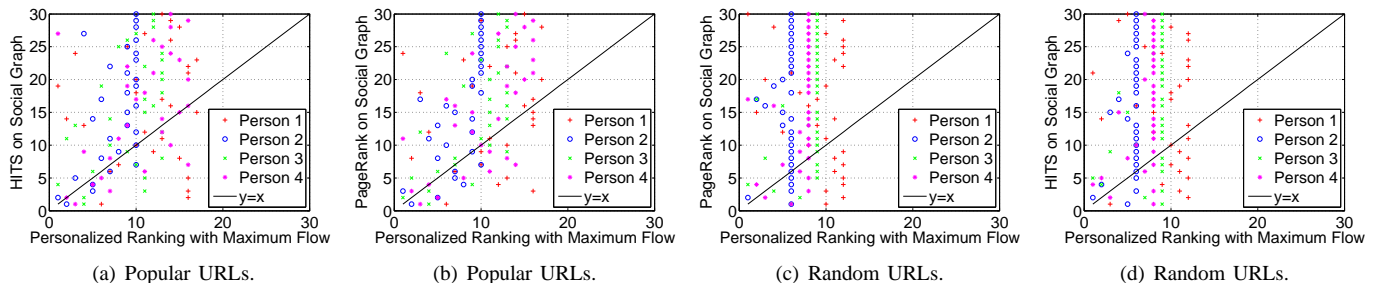 HITS on Social Graph
30
25
20
15
10
5
0
0 10 20 30
Personalized Ranking with Maximum Flow
Person 1
Person 2
Person 3
Person 4
y=x
(a) Popular URLs.
PageRank on Social Graph
30
25
20
15
10
5
0
0 10 20 30
Personalized Ranking with Maximum Flow
Person 1
Person 2
Person 3
Person 4
y=x
(b) Popular URLs.
PageRank on Social Graph
30
25
20
15
10
5
0
0 10 20 30
Personalized Ranking with Maximum Flow
Person 1
Person 2
Person 3
Person 4
y=x
(c) Random URLs.
HITS on Social Graph
30
25
20
15
10
5
0
0 10 20 30
Personalized Ranking with Maximum Flow
Person 1
Person 2
Person 3
Person 4
y=x
(d) Random URLs.